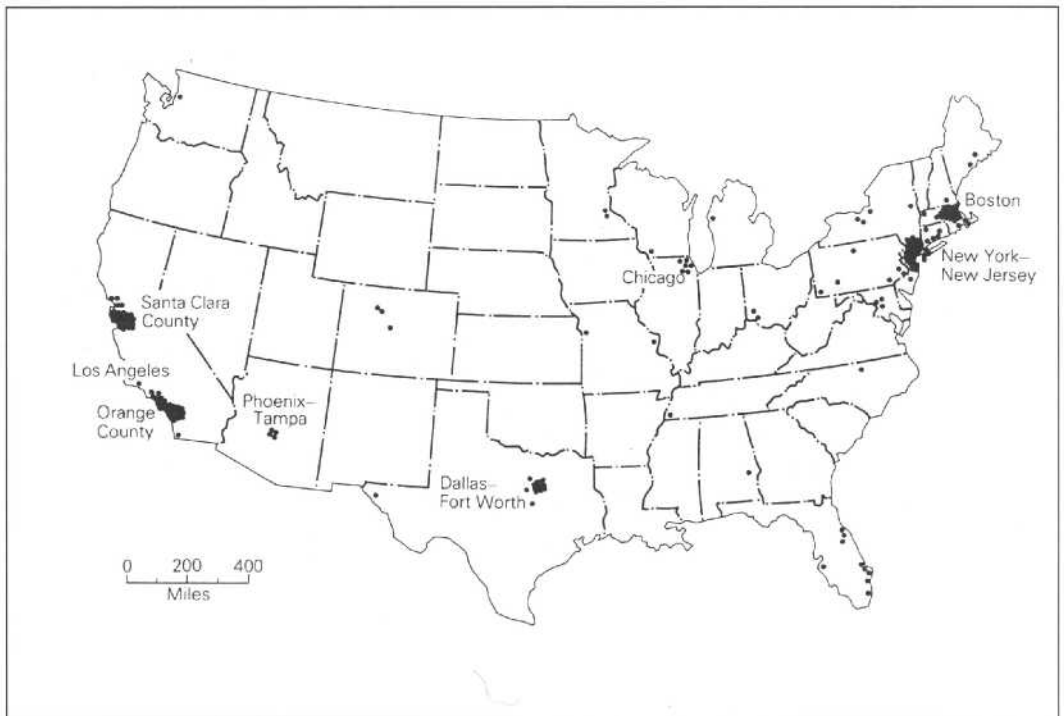 Boston
New York–
New Jersey
Chicago
Santa Clara
County
Los Angeles
Orange
County
Phoenix–
Tampa
Dallas–
Fort Worth
0 200 400
Miles